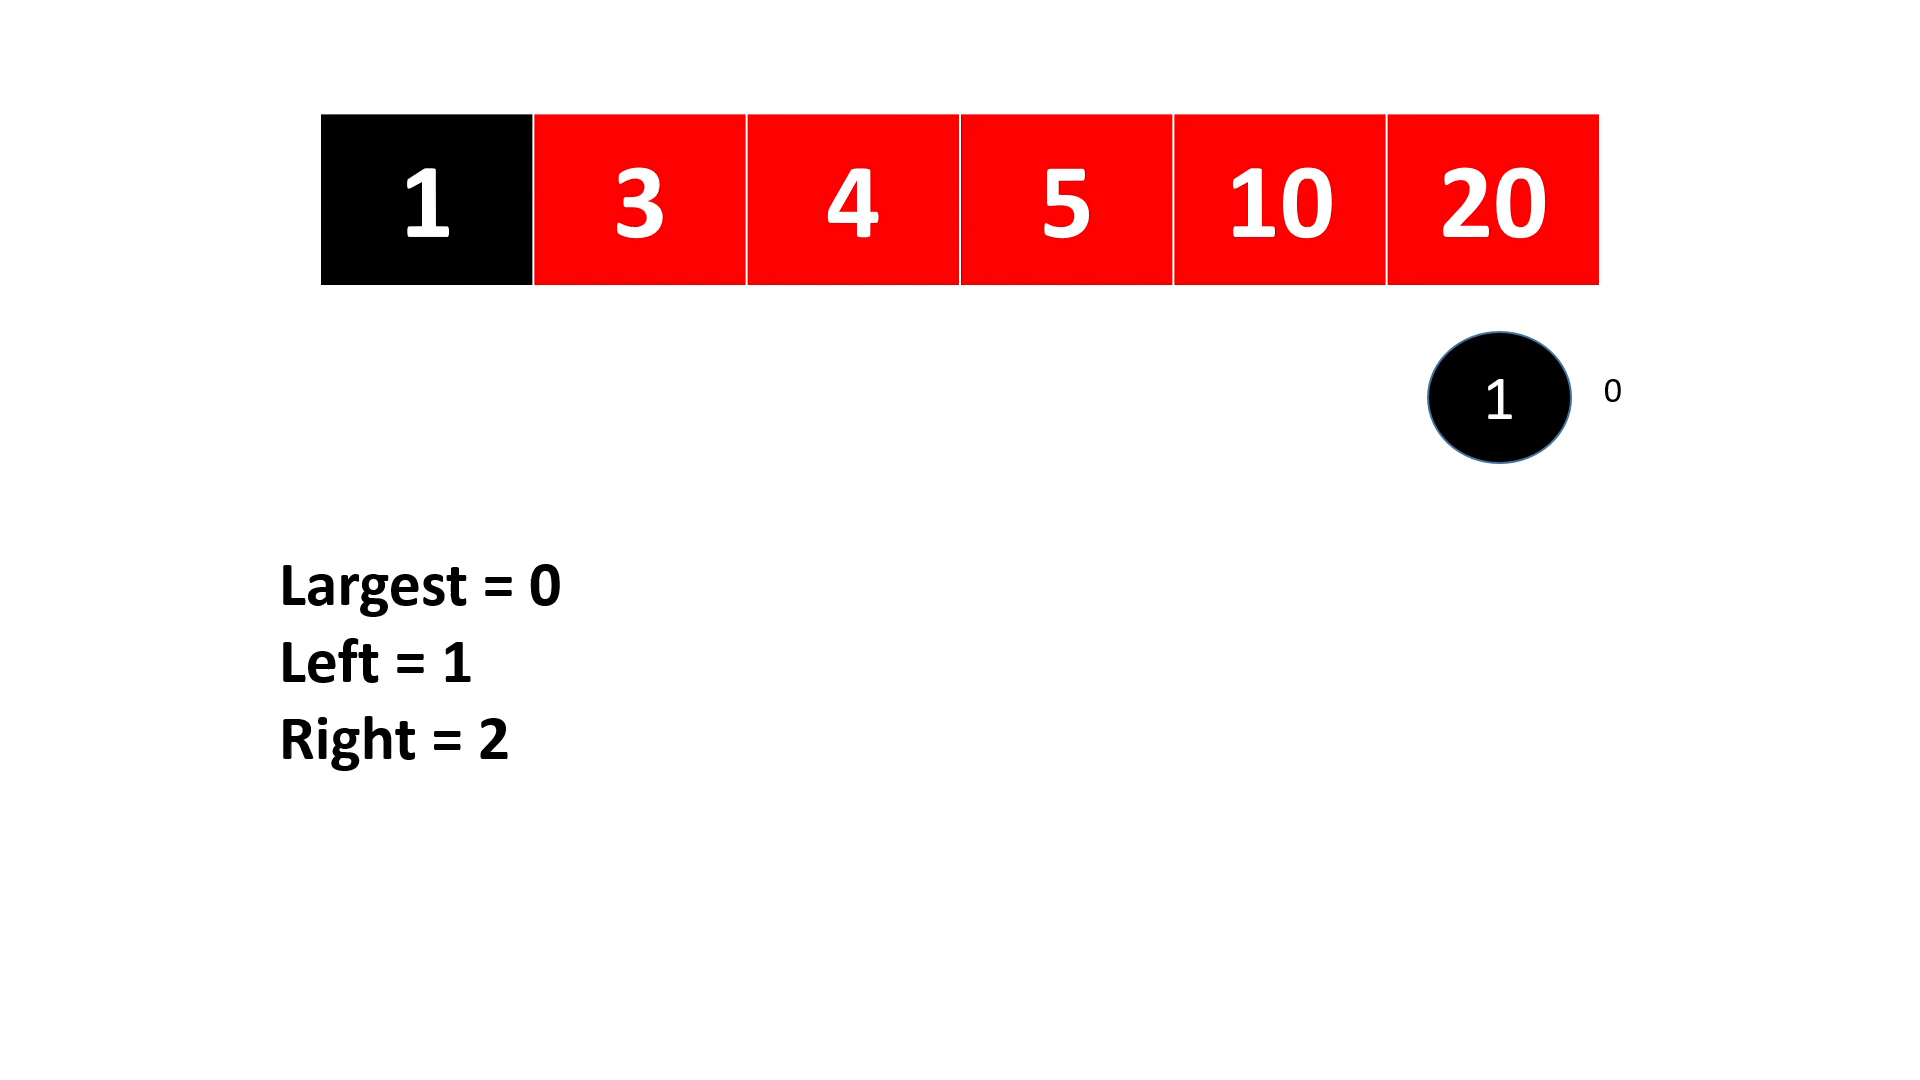 1 3 4 5 10 20
1 0
Largest = 0
Left = 1
Right = 2